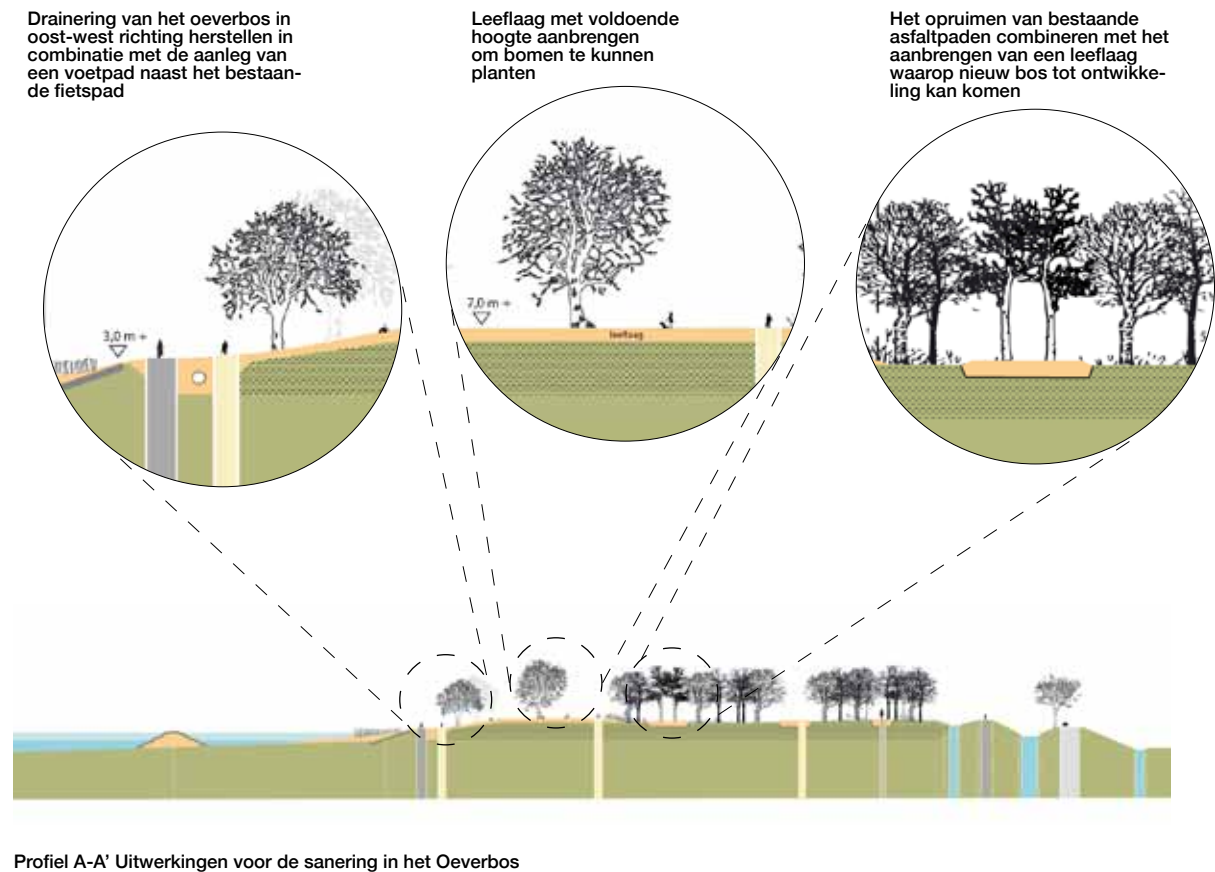 Drainering van het oeverbos in
oost-west richting herstellen in
combinatie met de aanleg van
een voetpad naast het bestaan-
de fietspad
Leeflaag met voldoende
hoogte aanbrengen
om bomen te kunnen
planten
Het opruimen van bestaande
asfaltpaden combineren met het
aanbrengen van een leeflaag
waarop nieuw bos tot ontwikke-
ling kan komen
3,0 m +
7,0 m +
leeflaag
Profiel A-A' Uitwerkingen voor de sanering in het Oeverbos